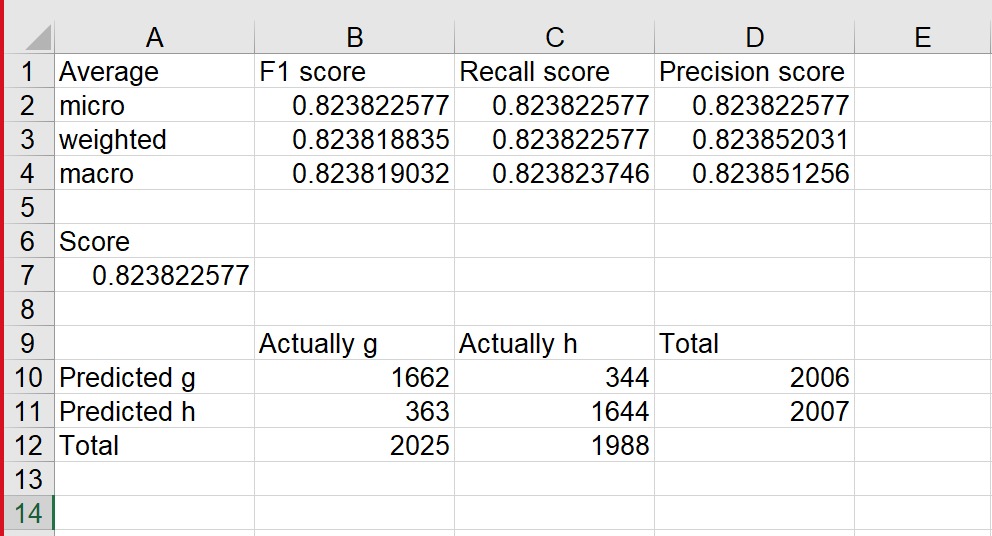 A B C D E
1 Average F1 score Recall score Precision score
2 micro 0.823822577 0.823822577 0.823822577
3 weighted 0.823818835 0.823822577 0.823852031
4 macro 0.823819032 0.823823746 0.823851256
5
6 Score
7 0.823822577
8
9 Actually g Actually h Total
10 Predicted g 1662 344 2006
11 Predicted h 363 1644 2007
12 Total 2025 1988
13
14